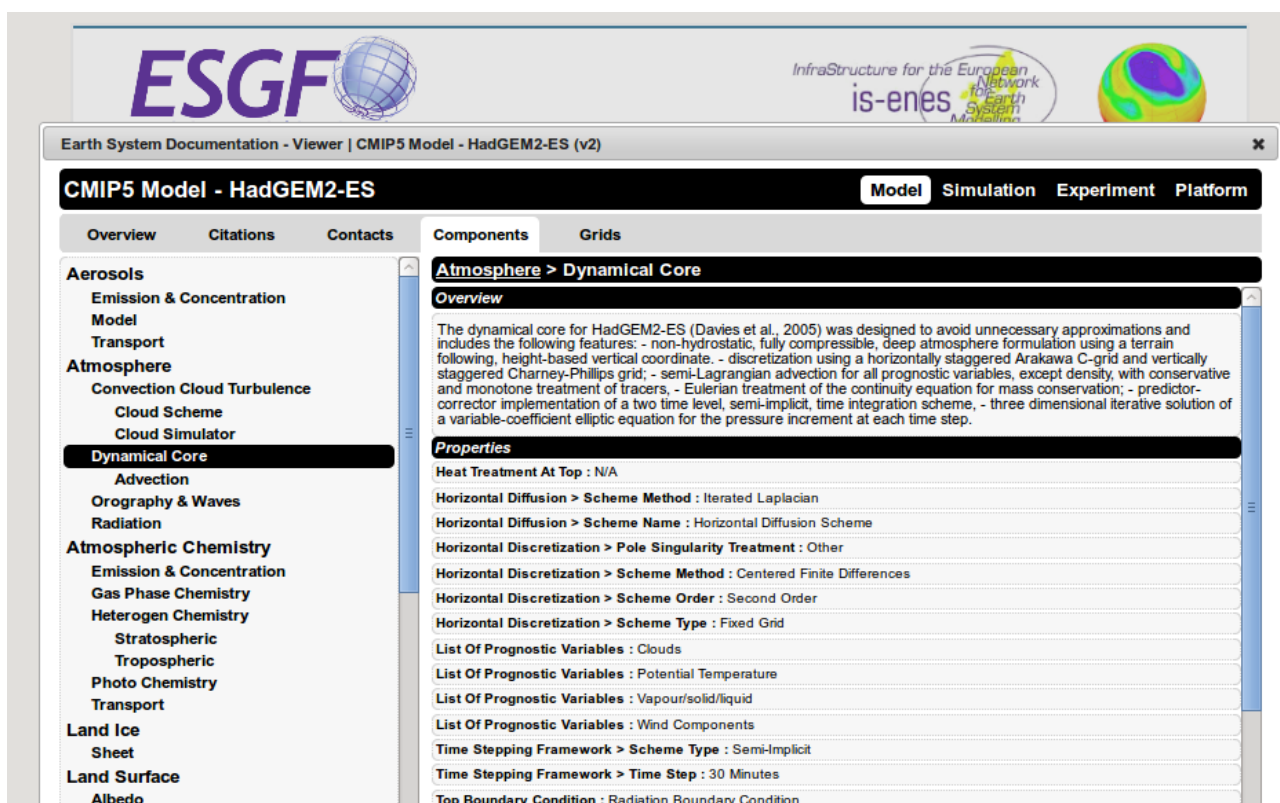 ESGF
InfraStructure for the European
Network
is-enes for Earth
System
Modelling
Earth System Documentation - Viewer | CMIP5 Model - HadGEM2-ES (v2)
CMIP5 Model - HadGEM2-ES
Model Simulation Experiment Platform
Overview Citations Contacts Components Grids
Aerosols
Emission & Concentration
Model
Transport
Atmosphere
Convection Cloud Turbulence
Cloud Scheme
Cloud Simulator
Dynamical Core
Advection
Orography & Waves
Radiation
Atmospheric Chemistry
Emission & Concentration
Gas Phase Chemistry
Heterogen Chemistry
Stratospheric
Tropospheric
Photo Chemistry
Transport
Land Ice
Sheet
Land Surface
Albedo
Atmosphere > Dynamical Core
Overview
The dynamical core for HadGEM2-ES (Davies et al., 2005) was designed to avoid unnecessary approximations and
includes the following features: - non-hydrostatic, fully compressible, deep atmosphere formulation using a terrain
following, height-based vertical coordinate. - discretization using a horizontally staggered Arakawa C-grid and vertically
staggered Charney-Phillips grid; - semi-Lagrangian advection for all prognostic variables, except density, with conservative
and monotone treatment of tracers, - Eulerian treatment of the continuity equation for mass conservation; - predictor-
corrector implementation of a two time level, semi-implicit, time integration scheme, - three dimensional iterative solution of
a variable-coefficient elliptic equation for the pressure increment at each time step.
Properties
Heat Treatment At Top : N/A
Horizontal Diffusion > Scheme Method : Iterated Laplacian
Horizontal Diffusion > Scheme Name : Horizontal Diffusion Scheme
Horizontal Discretization > Pole Singularity Treatment : Other
Horizontal Discretization > Scheme Method : Centered Finite Differences
Horizontal Discretization > Scheme Order : Second Order
Horizontal Discretization > Scheme Type : Fixed Grid
List Of Prognostic Variables : Clouds
List Of Prognostic Variables : Potential Temperature
List Of Prognostic Variables : Vapour/solid/liquid
List Of Prognostic Variables : Wind Components
Time Stepping Framework > Scheme Type : Semi-Implicit
Time Stepping Framework > Time Step : 30 Minutes
Top Boundary Condition : Radiation Boundary Condition